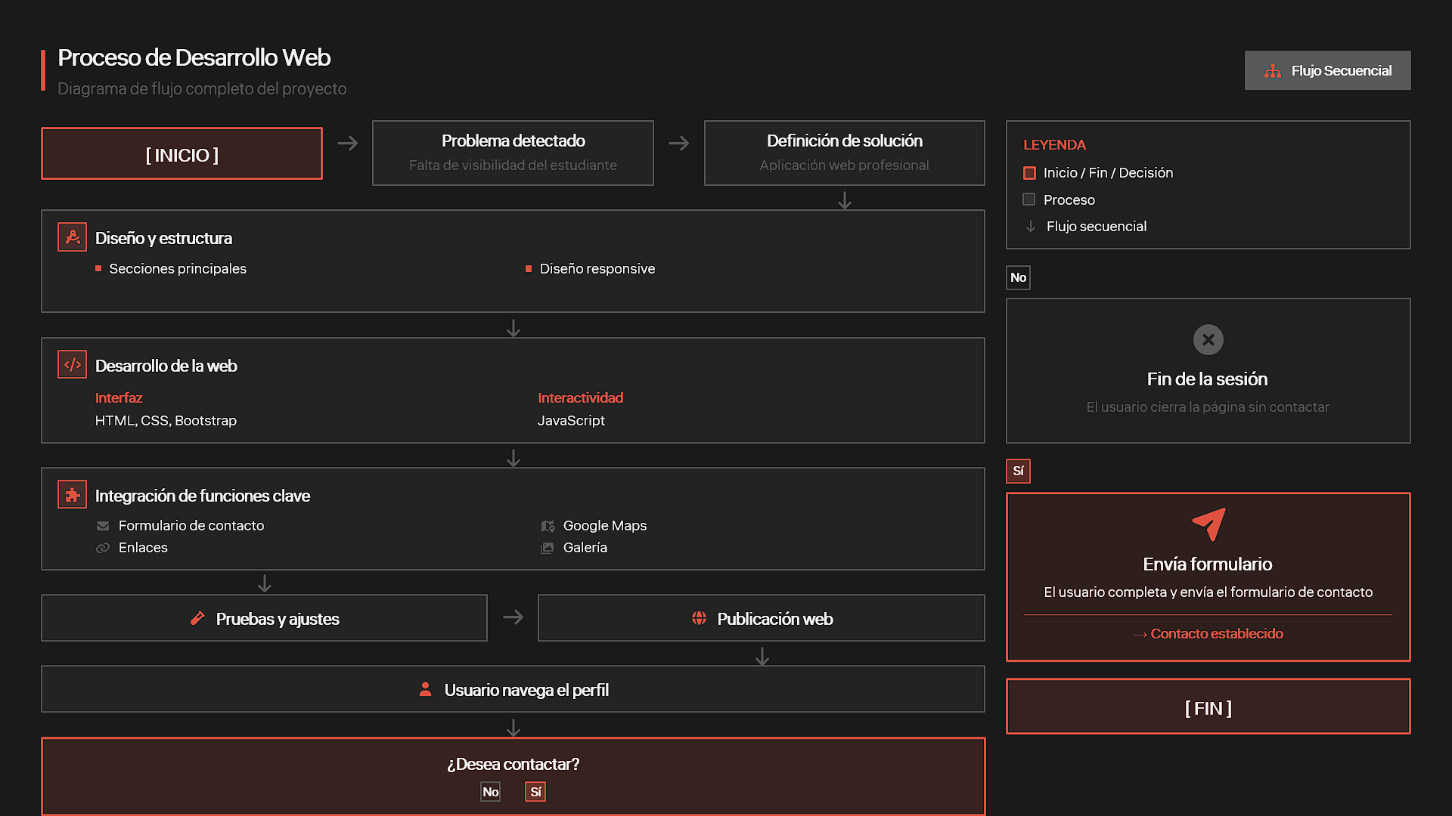 Proceso de Desarrollo Web
Diagrama de flujo completo del proyecto
Flujo Secuencial
[ INICIO ]
Problema detectado
Falta de visibilidad del estudiante
Definición de solución
Aplicación web profesional
Diseño y estructura
Secciones principales
Diseño responsive
Desarrollo de la web
Interfaz
HTML, CSS, Bootstrap
Interactividad
JavaScript
Integración de funciones clave
Formulario de contacto
Google Maps
Enlaces
Galería
Pruebas y ajustes
Publicación web
Usuario navega el perfil
¿Desea contactar?
No
Sí
LEYENDA
Inicio / Fin / Decisión
Proceso
Flujo secuencial
No
Fin de la sesión
El usuario cierra la página sin contactar
Sí
Envía formulario
El usuario completa y envía el formulario de contacto
→ Contacto establecido
[ FIN ]